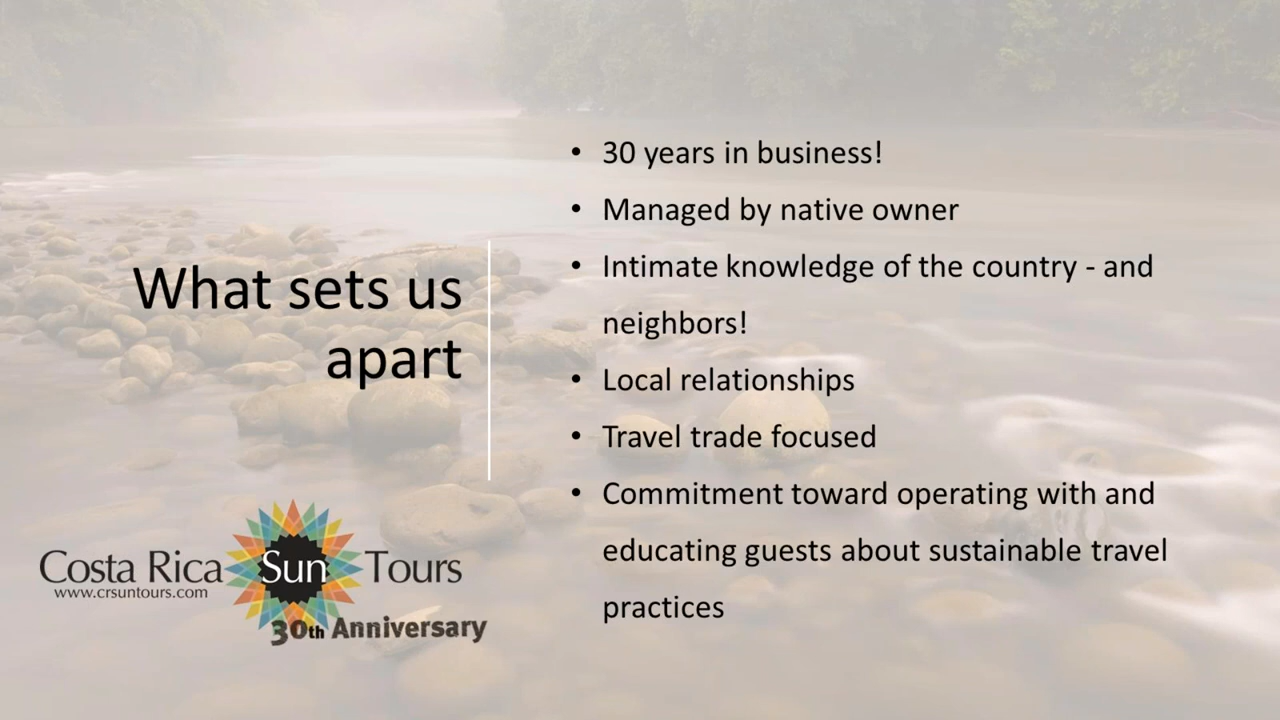 What sets us
apart
• 30 years in business!
• Managed by native owner
• Intimate knowledge of the country - and
neighbors!
• Local relationships
• Travel trade focused
• Commitment toward operating with and
educating guests about sustainable travel
practices
Costa Rica Sun Tours
www.crsuntours.com
30th Anniversary